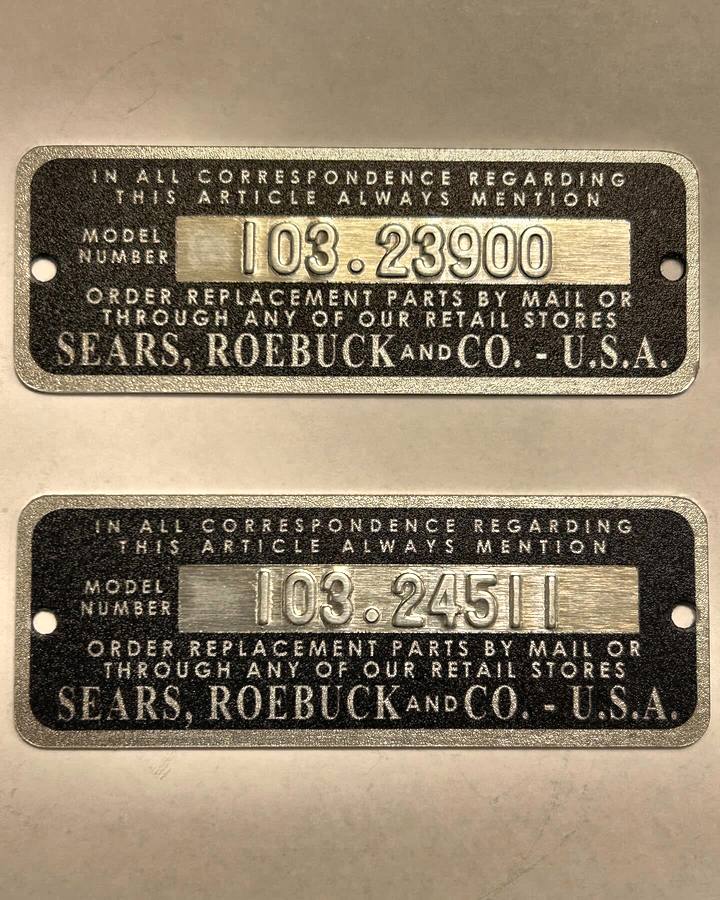 IN ALL CORRESPONDENCE REGARDING
THIS ARTICLE ALWAYS MENTION
MODEL
NUMBER
103.23900
ORDER REPLACEMENT PARTS BY MAIL OR
THROUGH ANY OF OUR RETAIL STORES
SEARS, ROEBUCK AND CO. - U.S.A.
IN ALL CORRESPONDENCE REGARDING
THIS ARTICLE ALWAYS MENTION
MODEL
NUMBER
103.24511
ORDER REPLACEMENT PARTS BY MAIL OR
THROUGH ANY OF OUR RETAIL STORES
SEARS, ROEBUCK AND CO. - U.S.A.